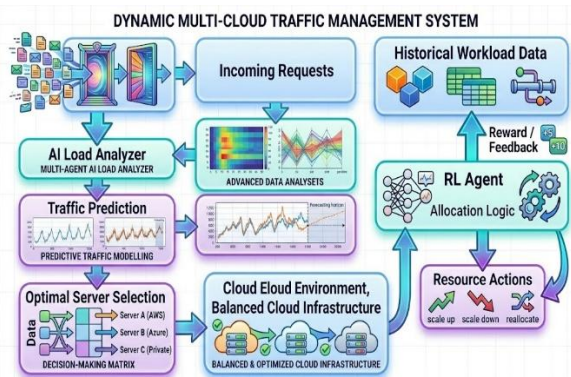 DYNAMIC MULTI-CLOUD TRAFFIC MANAGEMENT SYSTEM
Incoming Requests
Historical Workload Data
AI Load Analyzer
MULTI-AGENT AI LOAD ANALYZER
ADVANCED DATA ANALYSETS
Reward /
Feedback
+5
+10
RL Agent
Allocation Logic
Traffic Prediction
PREDICTIVE TRAFFIC MODELLING
Forecasting horizon
Optimal Server Selection
Data
Server A (AWS)
Server B (Azure)
Server C (Private)
DECISION-MAKING MATRIX
Cloud Eloud Environment,
Balanced Cloud Infrastructure
BALANCED & OPTIMIZED CLOUD INFRASTRUCTURE
Resource Actions
scale up
scale down
reallocate